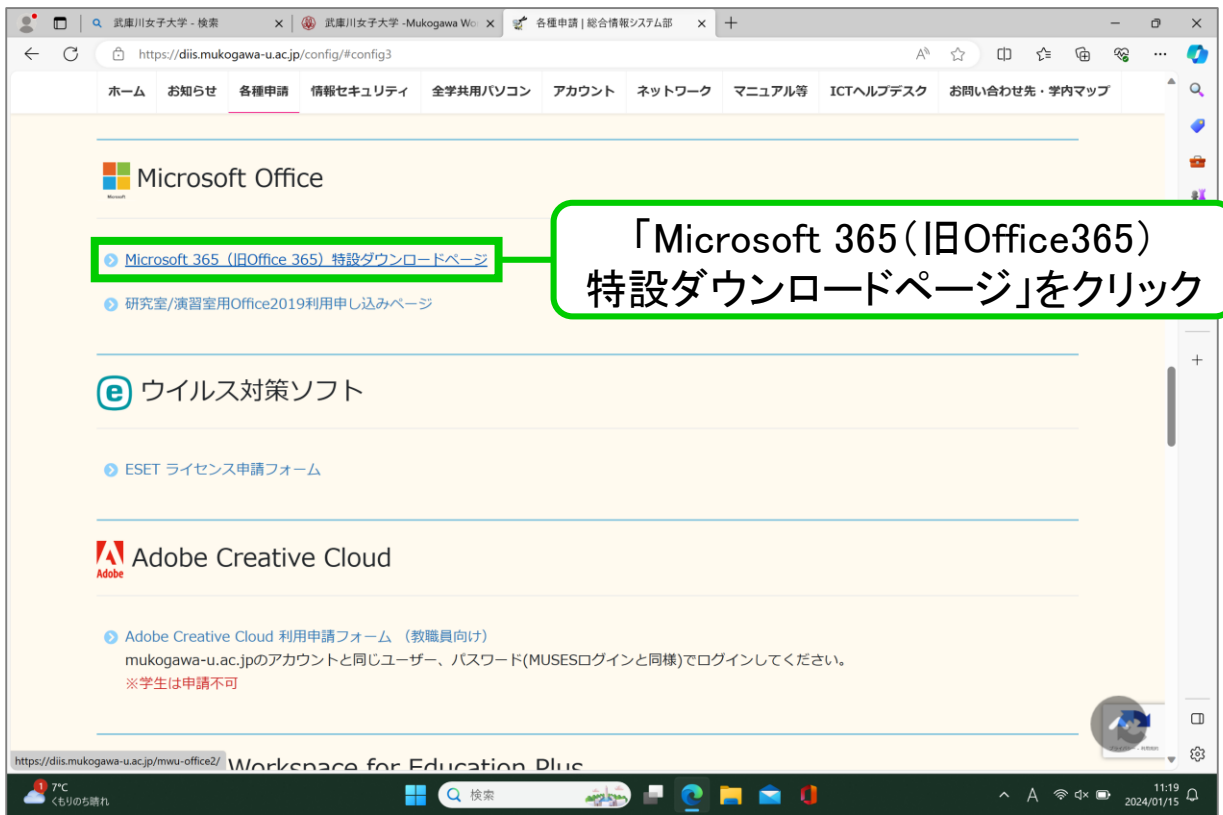 武庫川女子大学 - 検索
武庫川女子大学 -Mukogawa Wo
各種申請 | 総合情報システム部
https://diis.mukogawa-u.ac.jp/config/#config3
ホーム お知らせ 各種申請 情報セキュリティ 全学共用パソコン アカウント ネットワーク マニュアル等 ICTヘルプデスク お問い合わせ先・学内マップ
Microsoft
Microsoft Office
「Microsoft 365（旧Office365）
特設ダウンロードページ」をクリック
Microsoft 365（旧Office 365）特設ダウンロードページ
研究室/演習室用Office2019利用申し込みページ
e ウイルス対策ソフト
ESET ライセンス申請フォーム
Adobe
Adobe Creative Cloud
Adobe Creative Cloud 利用申請フォーム （教職員向け）
mukogawa-u.ac.jpのアカウントと同じユーザー、パスワード(MUSESログインと同様)でログインしてください。
※学生は申請不可
Workspace for Education Plus
https://diis.mukogawa-u.ac.jp/mwu-office2/
1
7°C
くもりのち晴れ
検索
A
11:19
2024/01/15